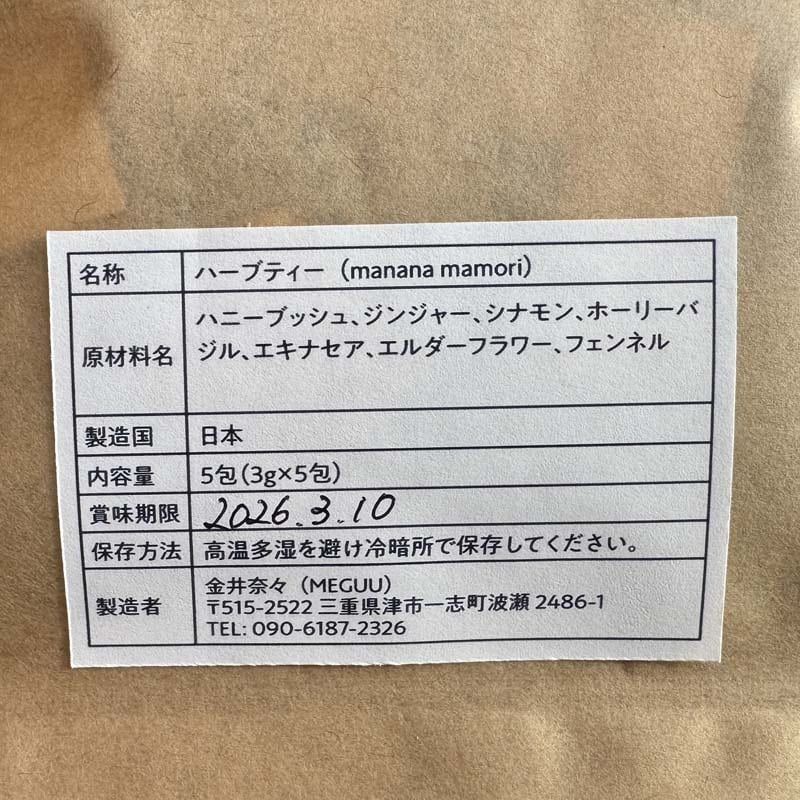 名称 ハーブティー（manana mamori）
原材料名 ハニーブッシュ、ジンジャー、シナモン、ホーリーバ
ジル、エキナセア、エルダーフラワー、フェンネル
製造国 日本
内容量 5包（3g×5包）
賞味期限 2026.3.10
保存方法 高温多湿を避け冷暗所で保存してください。
製造者 金井奈々（MEGUU）
〒515-2522 三重県津市一志町波瀬 2486-1
TEL: 090-6187-2326